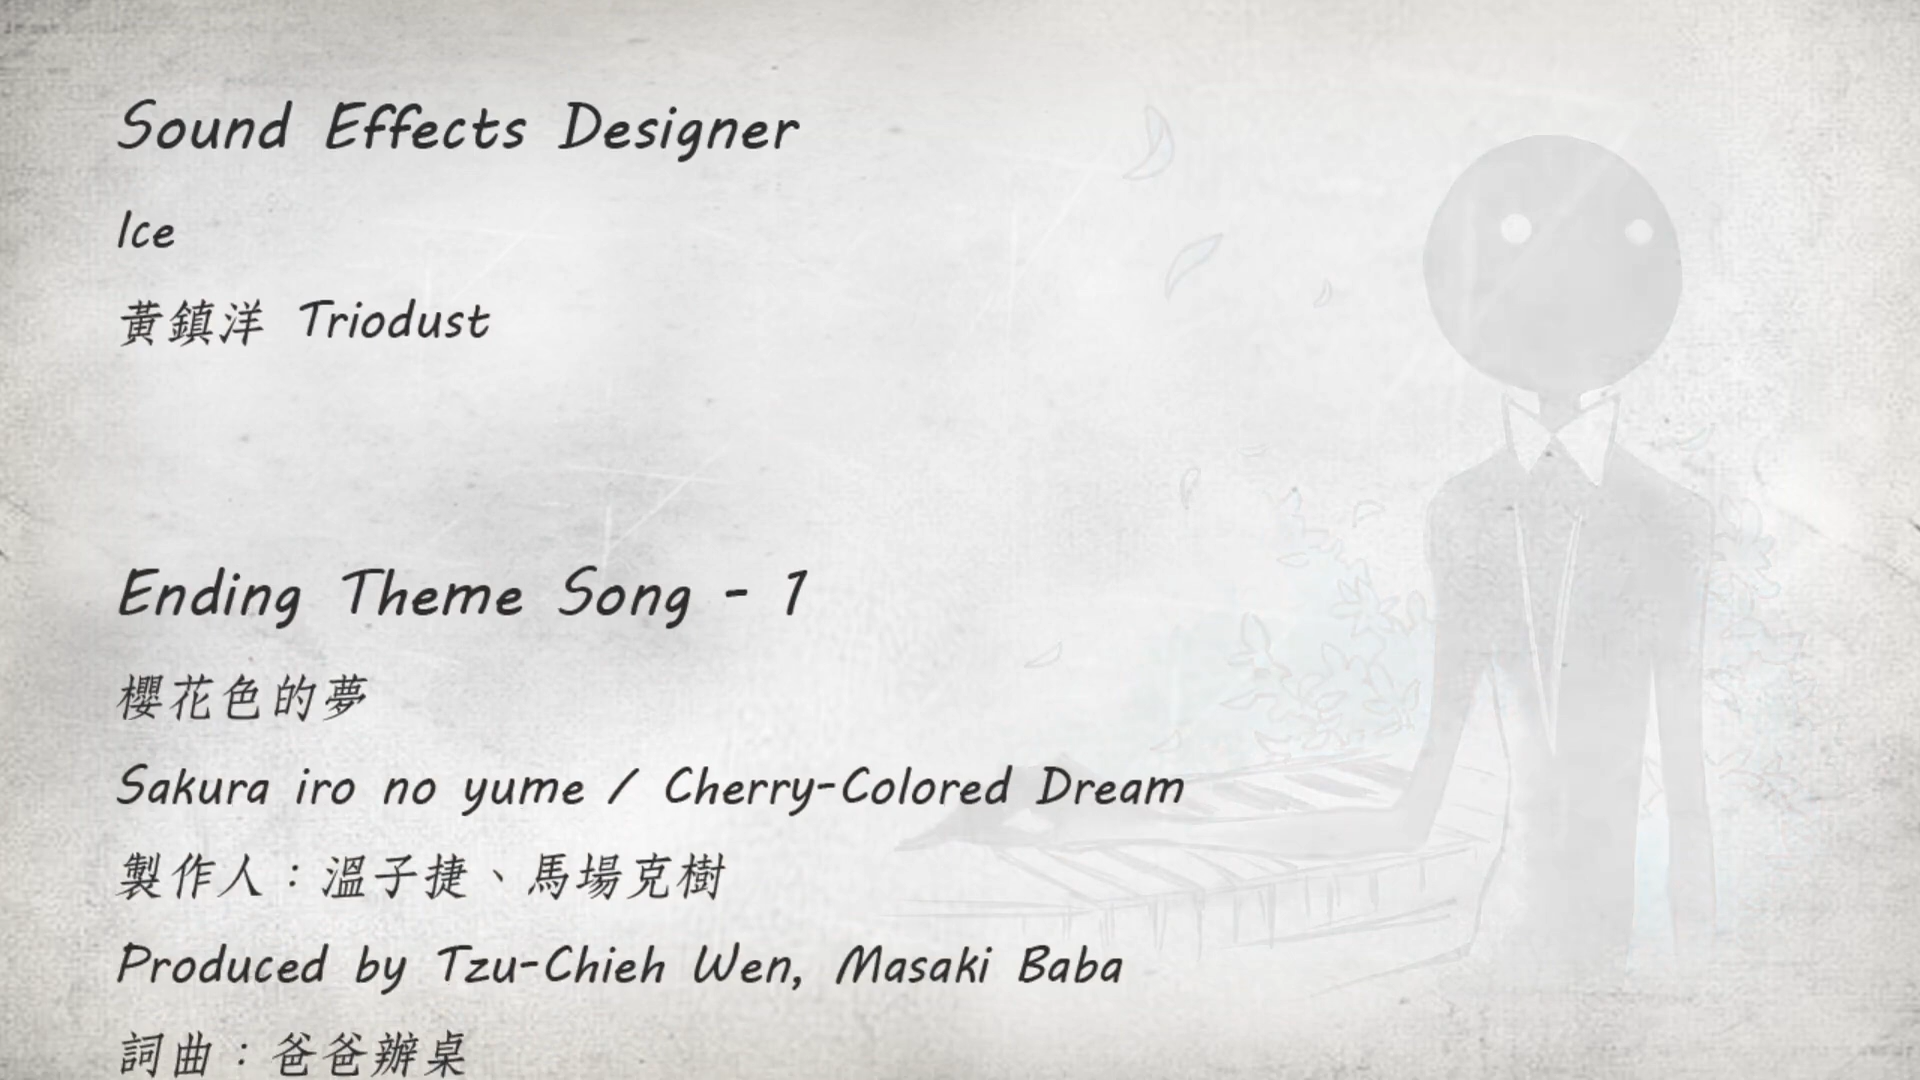 Sound Effects Designer
Ice
黃鎮洋 Triodust
Ending Theme Song - 1
櫻花色的夢
Sakura iro no yume / Cherry-Colored Dream
製作人：溫子捷、馬場克樹
Produced by Tzu-Chieh Wen, Masaki Baba
詞曲：爸爸辦桌